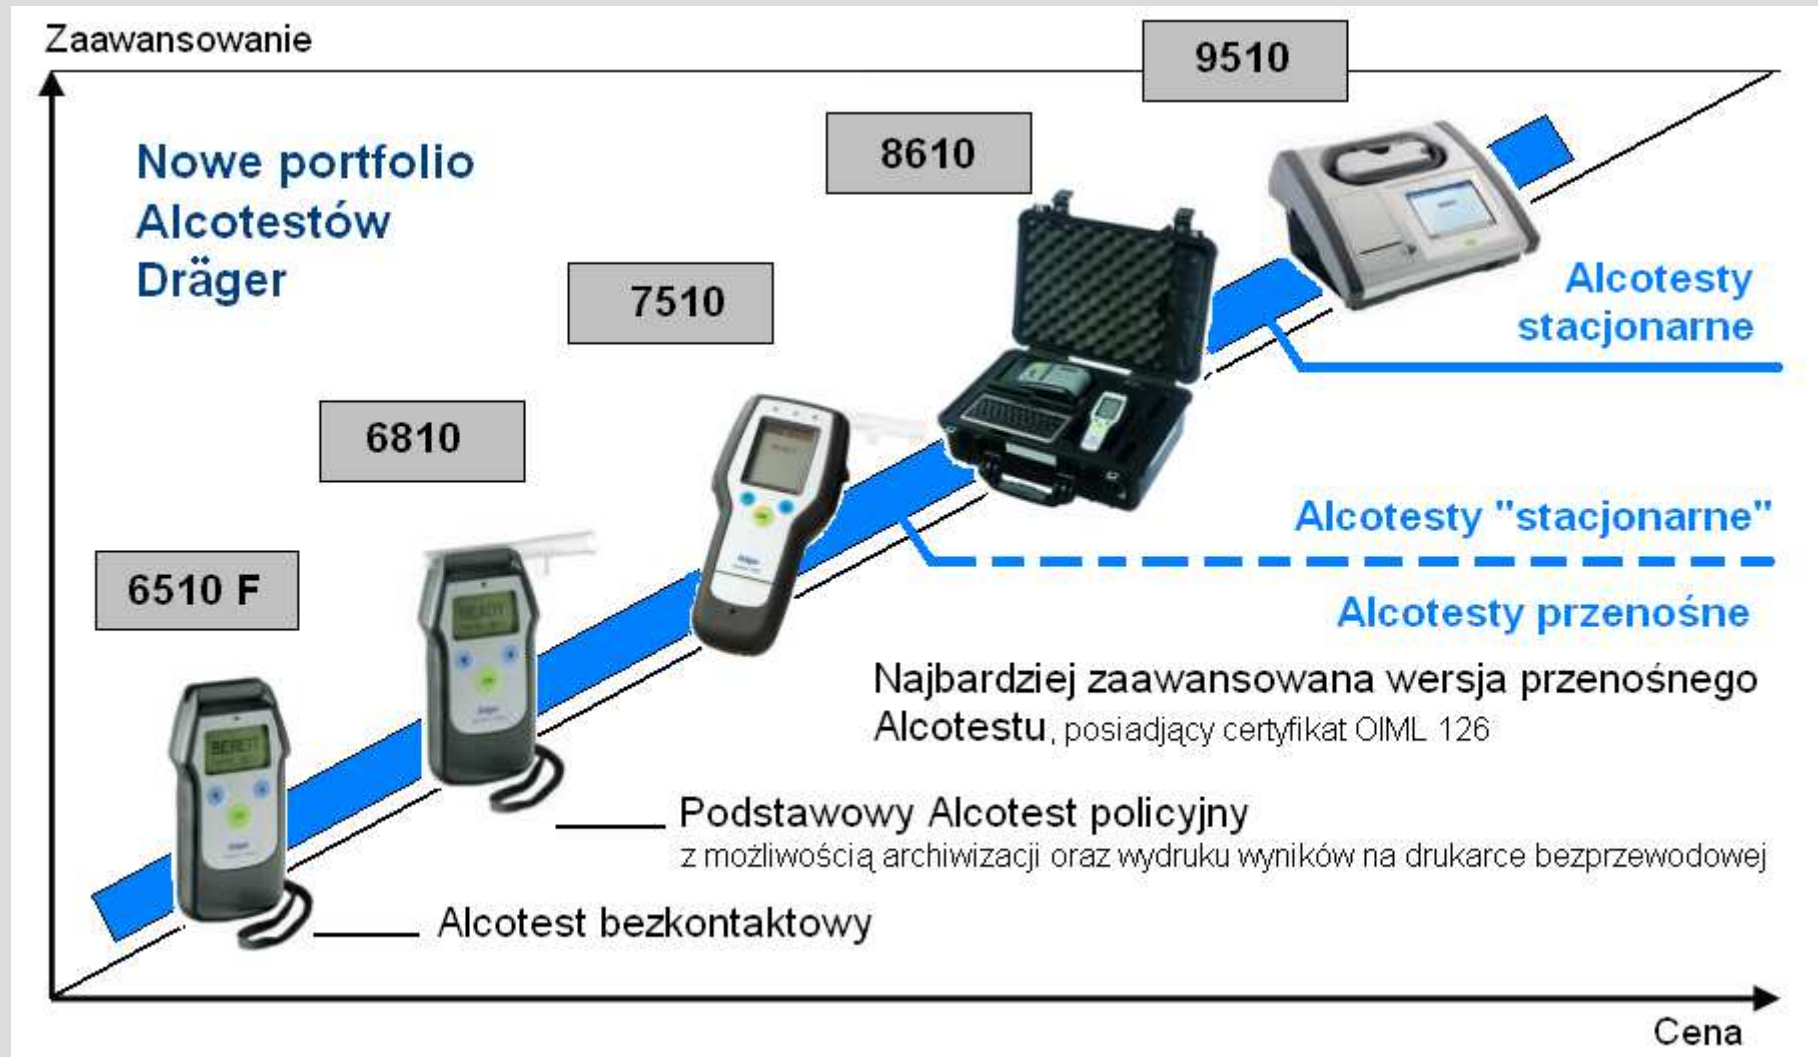 Zaawansowanie
9510
8610
Nowe portfolio
Alcotestów
Dräger
7510
Alcotesty
stacjonarne
6810
Alcotesty "stacjonarne"
6510 F
Alcotesty przenośne
Najbardziej zaawansowana wersja przenośnego
Alcotestu, posiadjący certyfikat OIML 126
BEREIT
Podstawowy Alcotest policyjny
z możliwością archiwizacji oraz wydruku wyników na drukarce bezprzewodowej
Alcotest bezkontaktowy
Cena